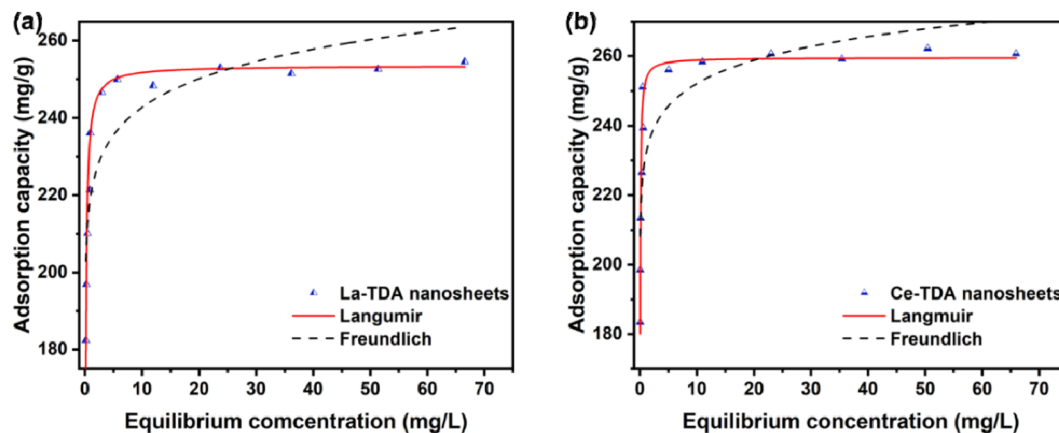 (a)
Adsorption capacity (mg/g)
260
240
220
200
180
La-TDA nanosheets
Langumir
Freundlich
0 10 20 30 40 50 60 70
Equilibrium comcentration (mg/L)
(b)
Adsorption capacity (mg/g)
260
240
220
200
180
Ce-TDA nanosheets
Langmuir
Freundlich
0 10 20 30 40 50 60 70
Equilibrium comcentration (mg/L)